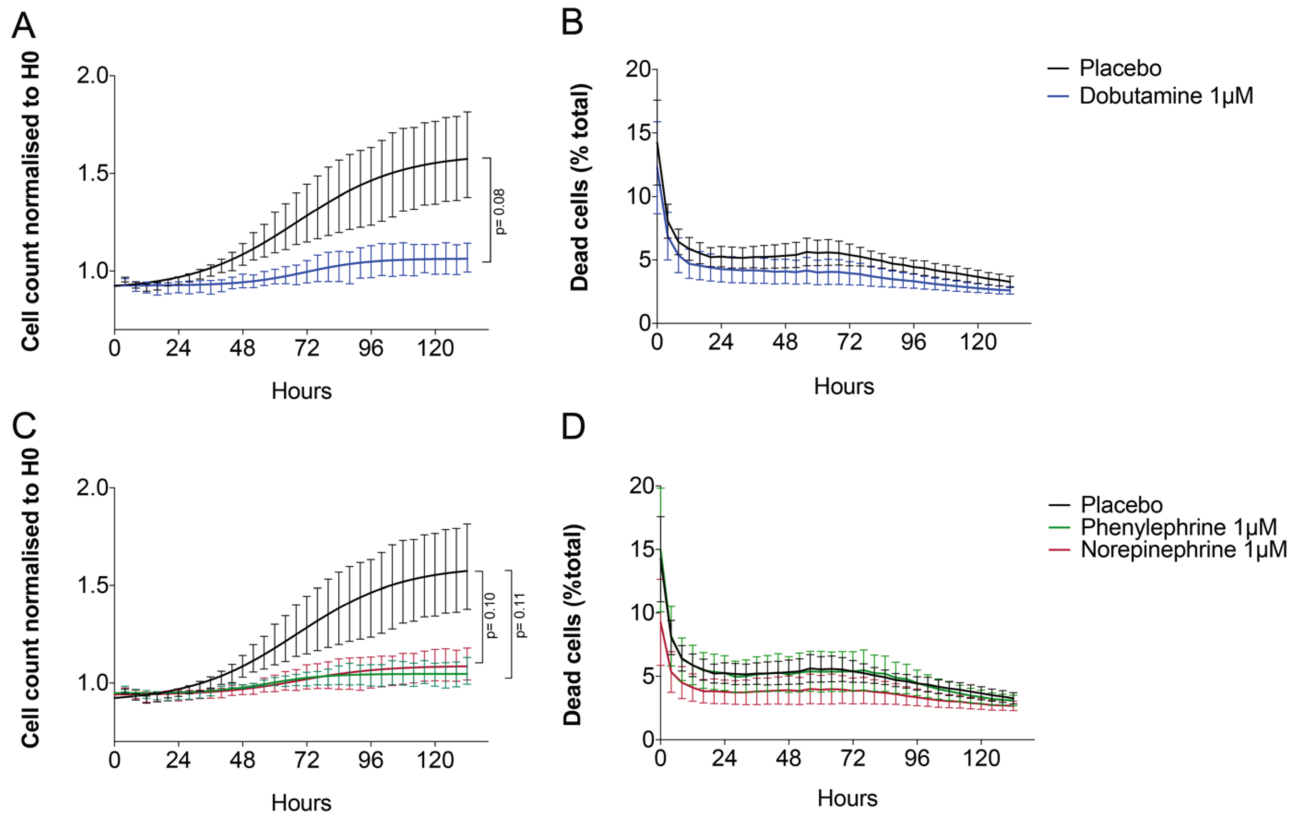 A
Cell count normalised to H0
2.0
1.5
1.0
0
24
48
72
96
120
Hours
p= 0.08
B
Dead cells (% total)
20
15
10
5
0
0
24
48
72
96
120
Hours
Placebo
Dobutamine 1µM
C
Cell count normalised to H0
2.0
1.5
1.0
0
24
48
72
96
120
Hours
p= 0.10
p= 0.11
D
Dead cells (%total)
20
15
10
5
0
0
24
48
72
96
120
Hours
Placebo
Phenylephrine 1µM
Norepinephrine 1µM